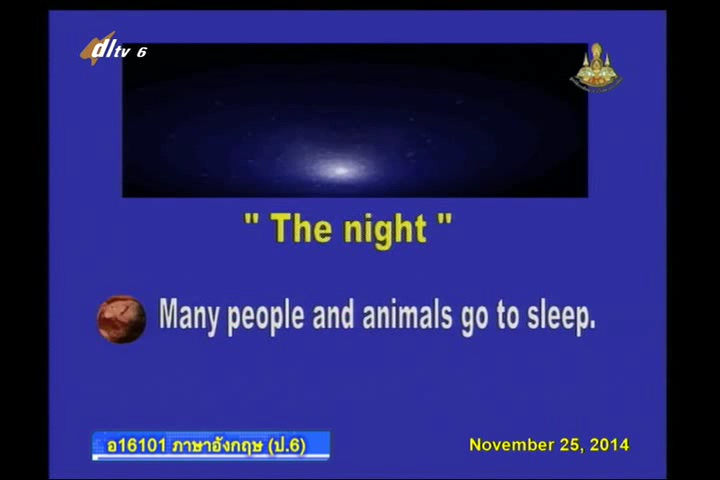 dltv 6
" The night "
Many people and animals go to sleep.
อ16101 ภาษาอังกฤษ (ป.6)
November 25, 2014